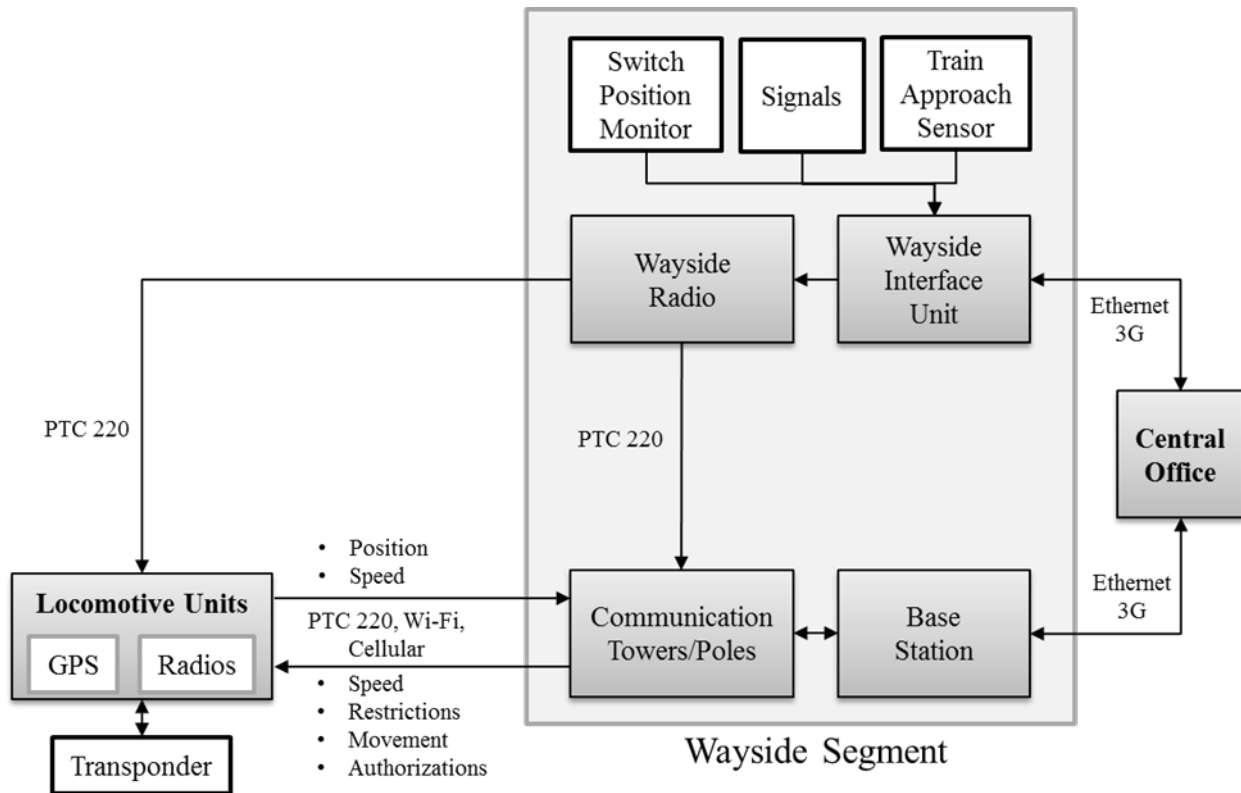 Switch
Position
Monitor
Signals
Train
Approach
Sensor
Wayside
Radio
Wayside
Interface
Unit
Ethernet
3G
PTC 220
PTC 220
Central
Office
• Position
• Speed
Locomotive Units
GPS
Radios
PTC 220, Wi-Fi,
Cellular
Communication
Towers/Poles
Base
Station
Ethernet
3G
• Speed
• Restrictions
• Movement
• Authorizations
Transponder
Wayside Segment